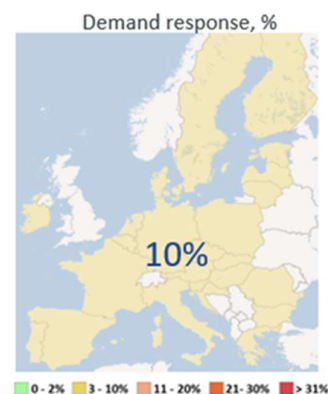 Demand response, %
10%
0 - 2% 3 - 10% 11 - 20% 21- 30% > 31%